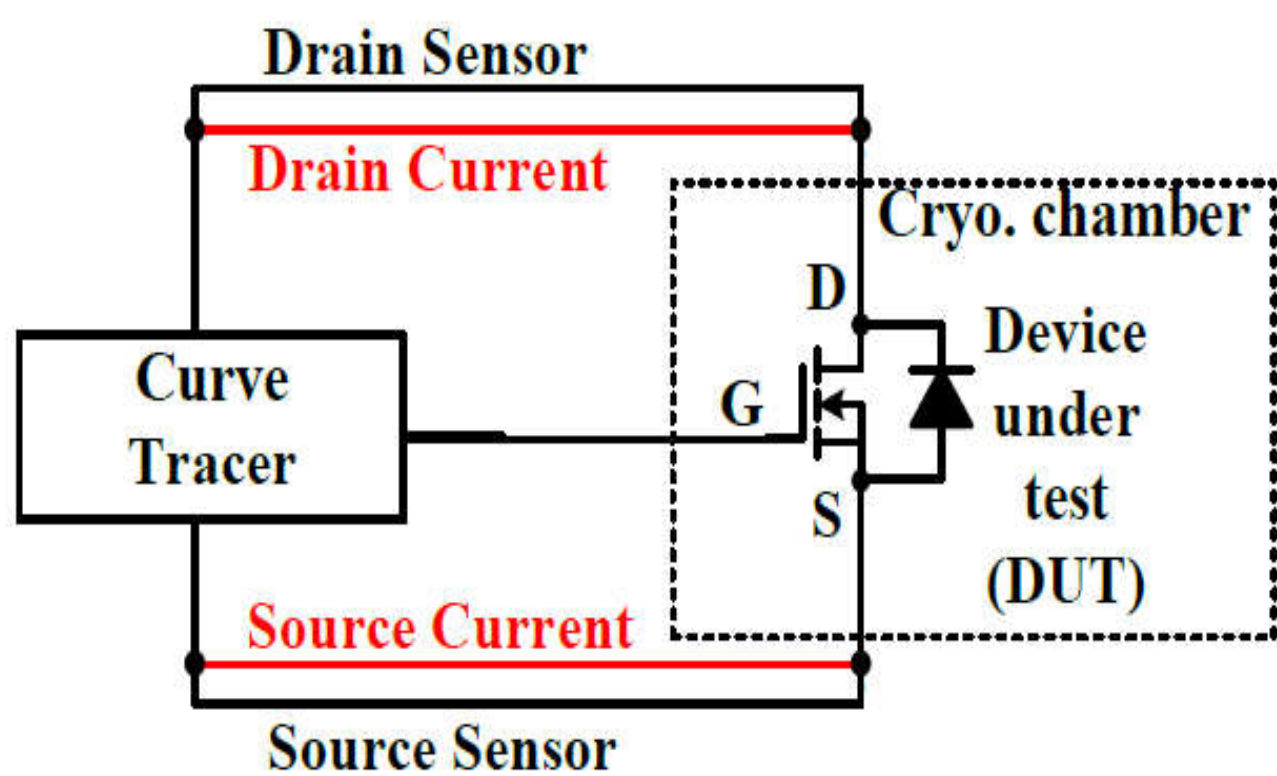 Drain Sensor
Drain Current
Cryo. chamber
D
Device
under
test
(DUT)
Curve
Tracer
G
S
Source Current
Source Sensor